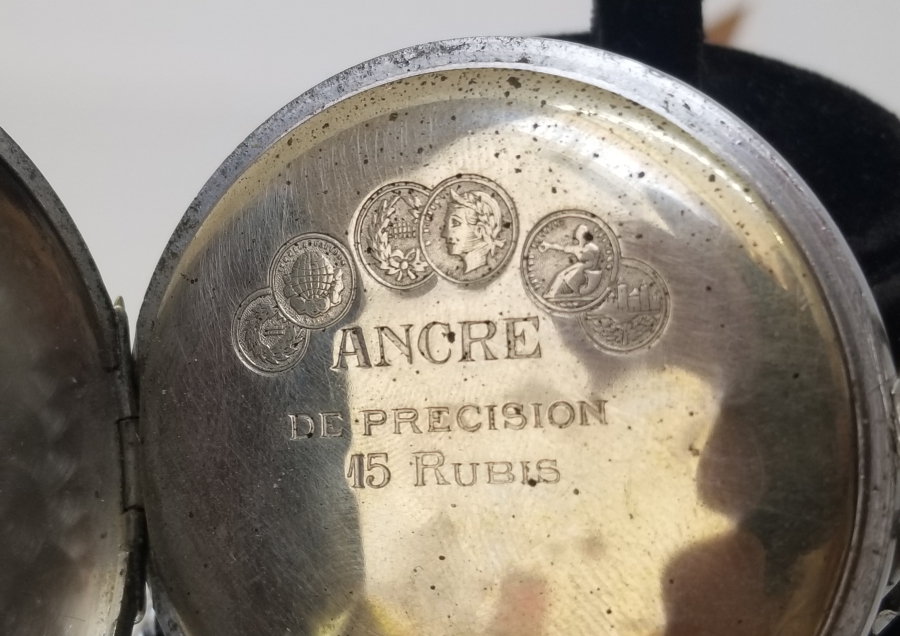 ANCRE
DE PRECISION
15 RUBIS